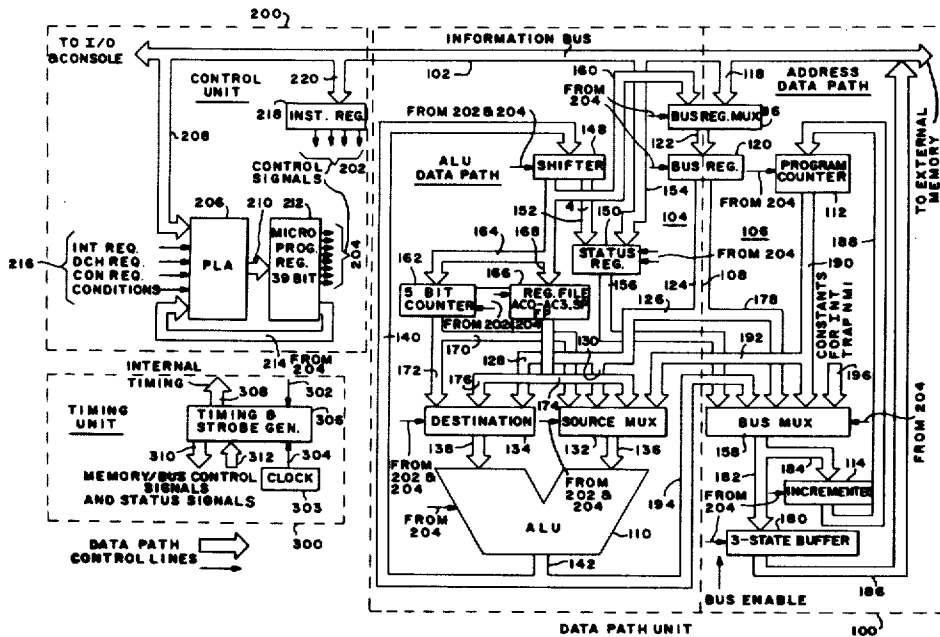 200
TO I/O
& CONSOLE
INFORMATION BUS
220
102
CONTROL
UNIT
218
INST. REG.
208
202
CONTROL
SIGNALS
206
210
212
PLA
MICRO
PROG.
REG.
39 BIT
204
216
INT REQ.
DCH REQ.
CON REQ.
CONDITIONS
214
FROM
204
INTERNAL
TIMING
308
302
TIMING
UNIT
TIMING &
STROBE GEN.
306
310
312
304
MEMORY/BUS CONTROL
SIGNALS
AND STATUS SIGNALS
CLOCK
303
300
DATA PATH
CONTROL LINES
160
118
ADDRESS
DATA PATH
FROM
204
FROM 202 & 204
148
BUS REG. MUX
86
122
120
SHIFTER
ALU
DATA PATH
BUS REG.
PROGRAM
COUNTER
FROM 204
112
TO EXTERNAL
MEMORY
152
4
150
154
104
106
164
168
STATUS
REG.
FROM 204
188
190
162
166
5 BIT
COUNTER
REG. FILE
AC0-AC3, SP
FP
156
126
124
108
178
FROM 202 & 204
140
170
128
130
192
CONSTANTS
FOR INT
TRAP NMI
196
172
176
174
FROM 204
DESTINATION
SOURCE MUX
BUS MUX
204
138
134
132
136
158
FROM
202 &
204
FROM
202 &
204
194
182
184
114
INCREMENTER
FROM
204
ALU
110
FROM
204
180
3-STATE BUFFER
142
BUS ENABLE
186
DATA PATH UNIT
100